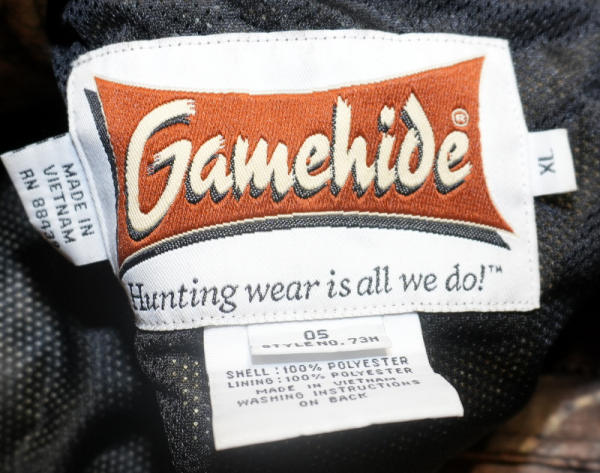 Gamehide®
Hunting wear is all we do!™
MADE IN
VIETNAM
RN
XL
05
STYLE NO. 73M
SHELL: 100% POLYESTER
LINING: 100% POLYESTER
MADE IN VIETNAM
WASHING INSTRUCTIONS
ON BACK